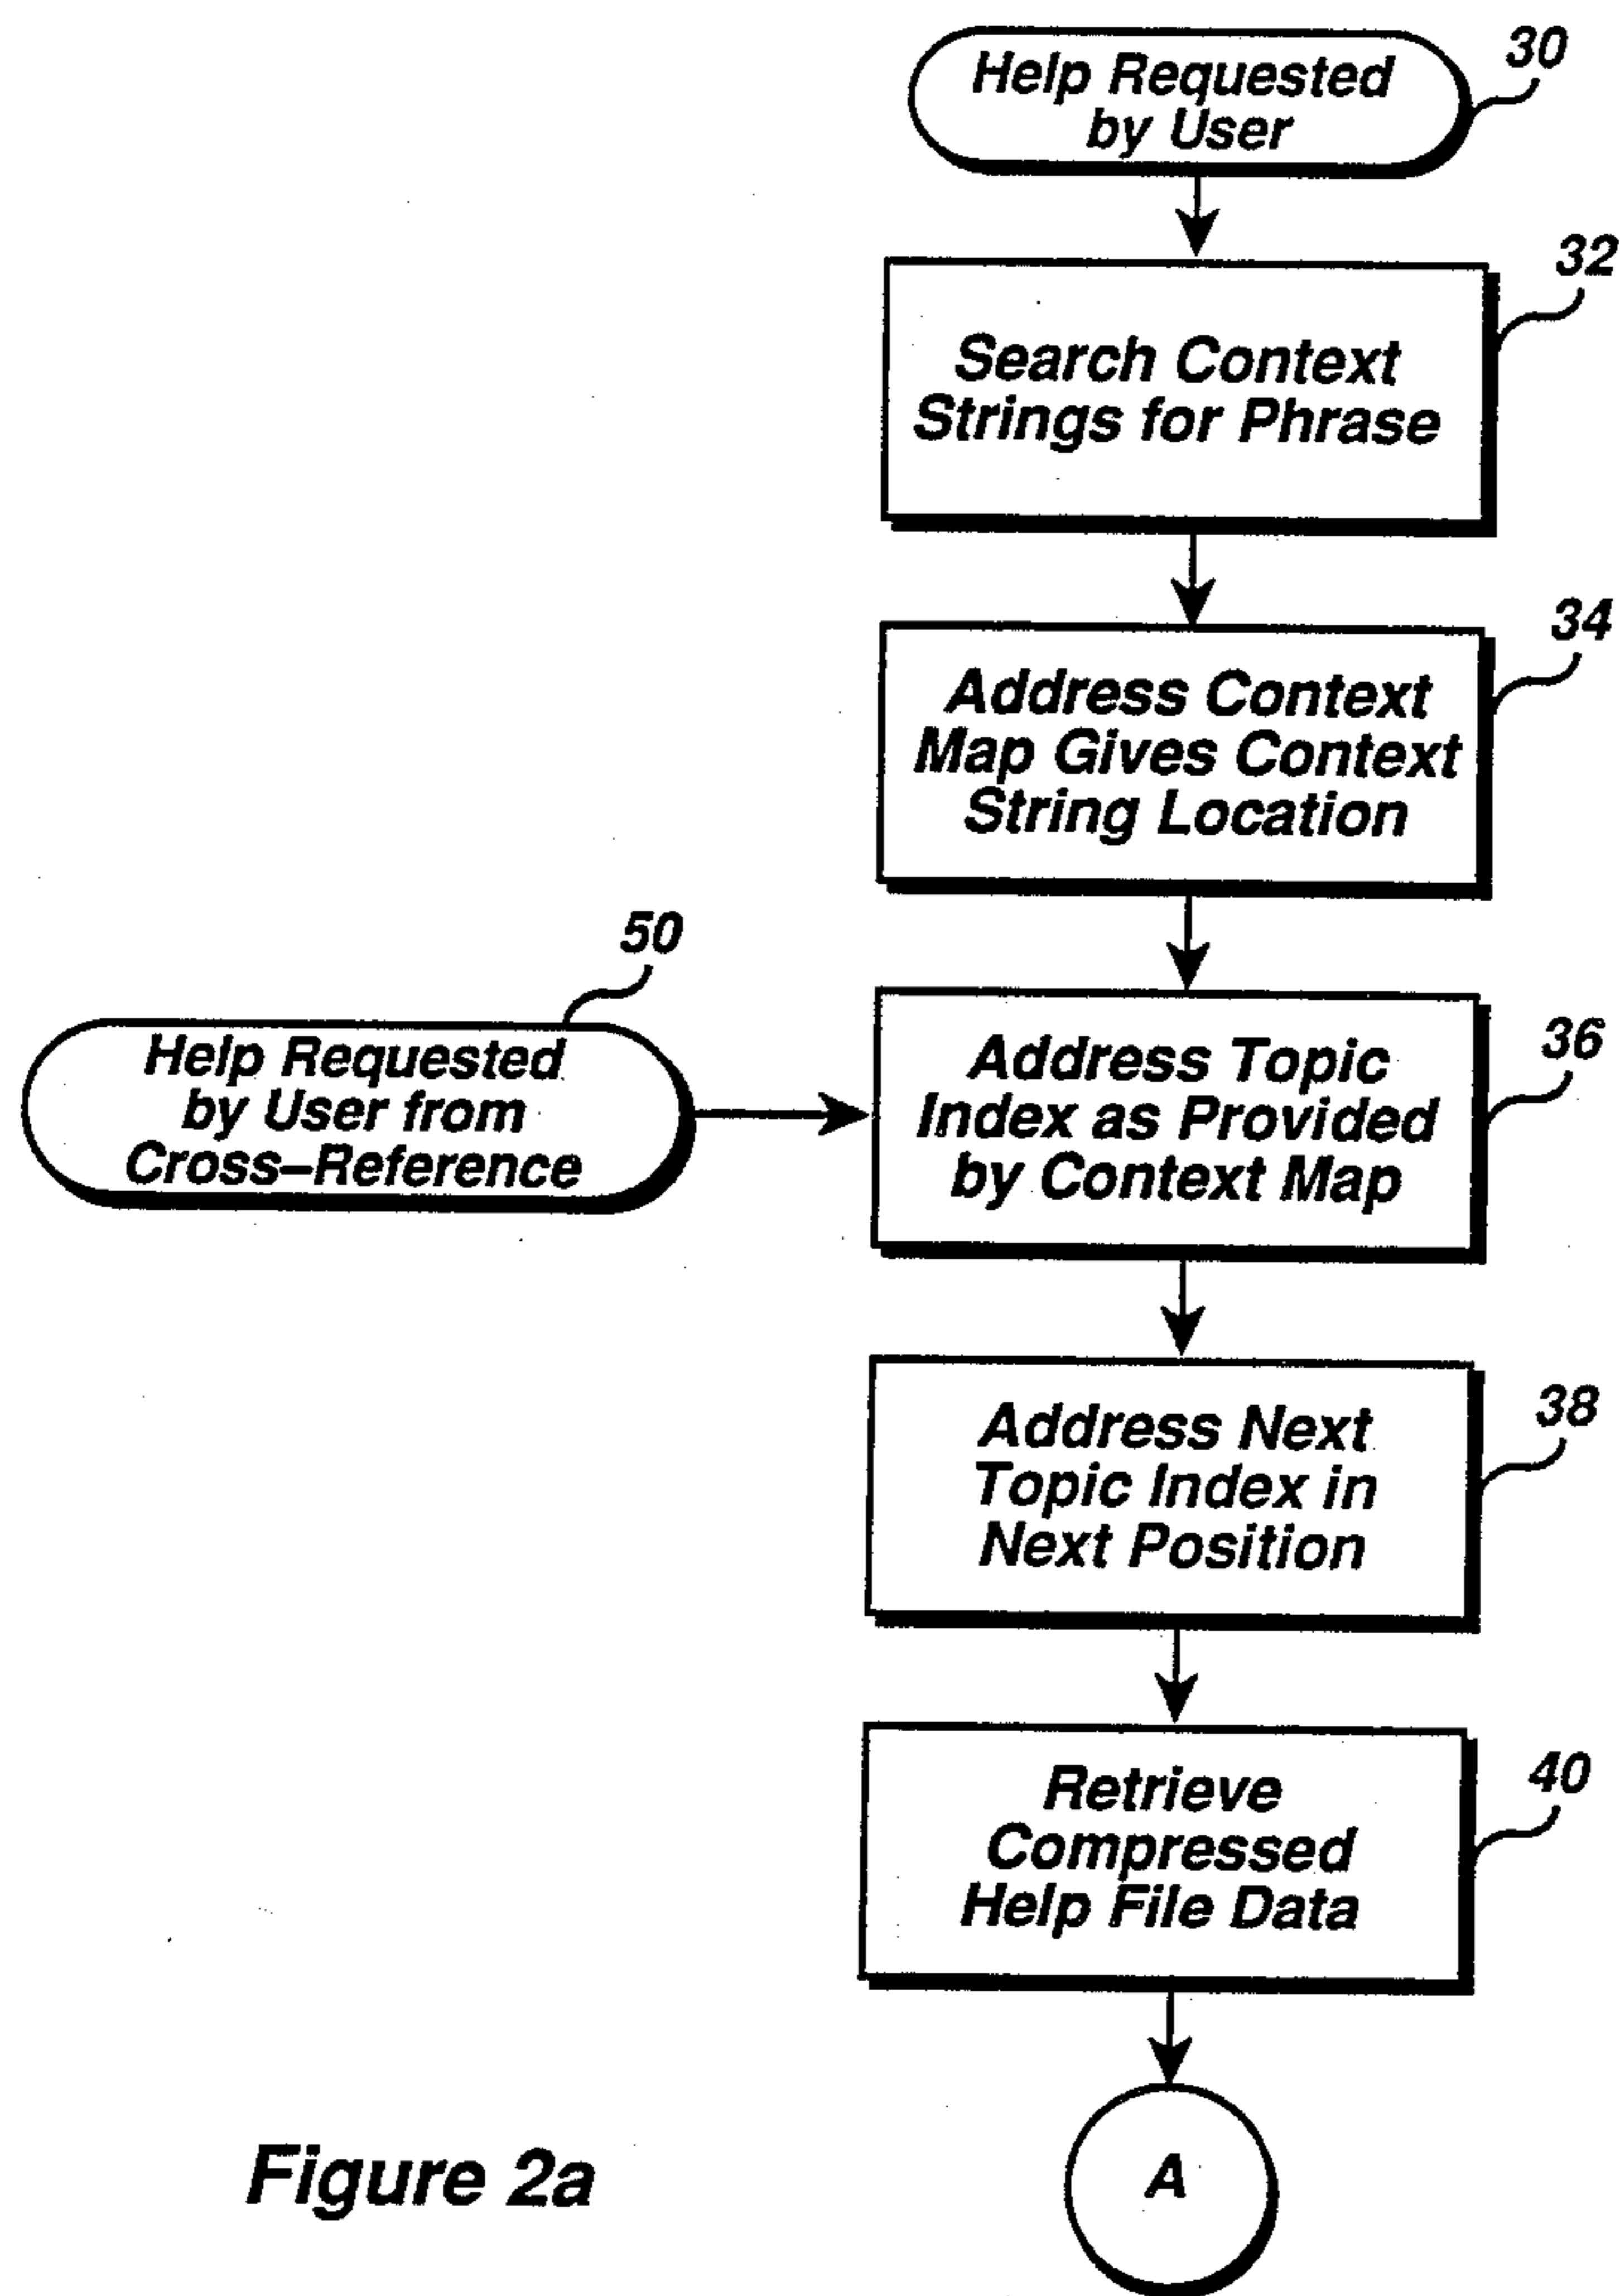 30
Help Requested
by User
32
Search Context
Strings for Phrase
34
Address Context
Map Gives Context
String Location
50
Help Requested
by User from
Cross–Reference
36
Address Topic
Index as Provided
by Context Map
38
Address Next
Topic Index in
Next Position
40
Retrieve
Compressed
Help File Data
A
Figure 2a